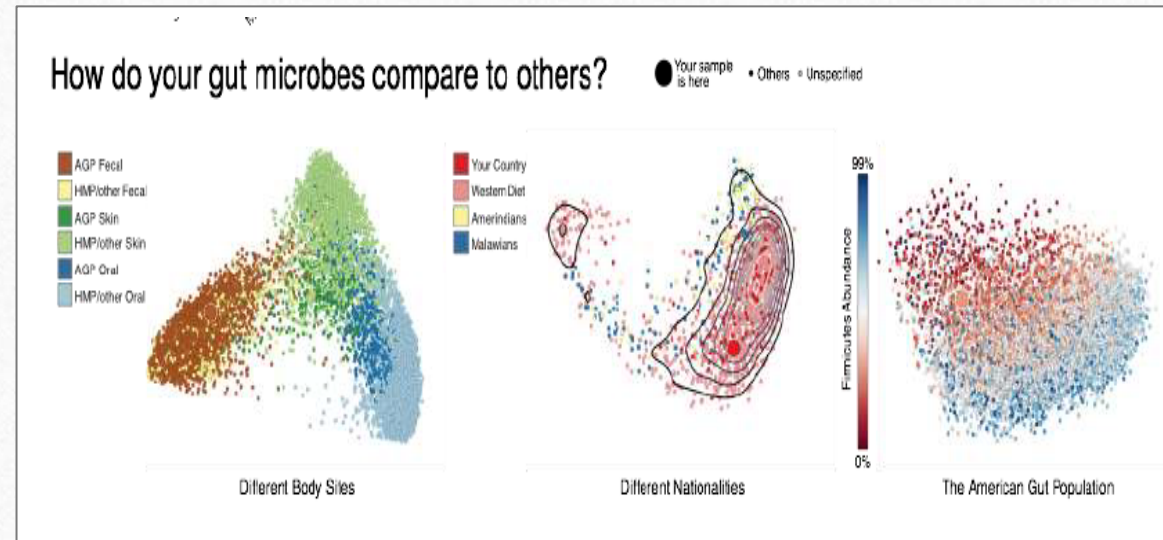 How do your gut microbes compare to others?
Your sample
is here
Others
Unspecified
AGP Fecal
HMP/other Fecal
AGP Skin
HMP/other Skin
AGP Oral
HMP/other Oral
Different Body Sites
Your Country
Western Diet
Amerindians
Malawians
Different Nationalities
99%
Firmicutes Abundance
0%
The American Gut Population